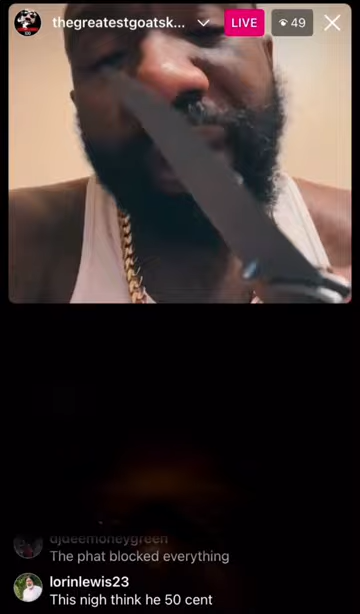 thegreatestgoatsk...
LIVE
49
djdeemoneygreen
The phat blocked everything
lorinlewis23
This nigh think he 50 cent